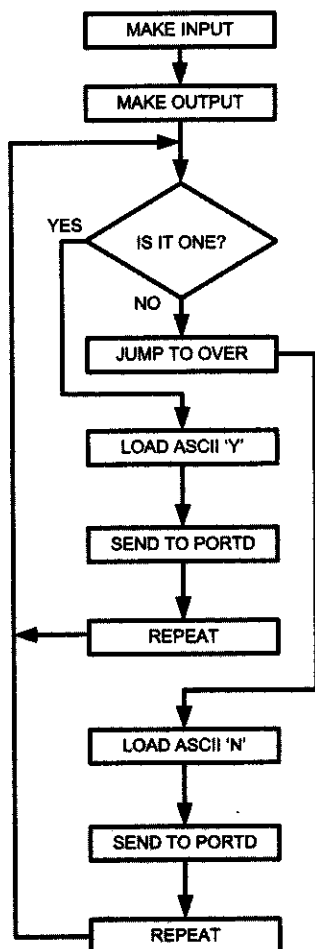 MAKE INPUT
MAKE OUTPUT
YES
IS IT ONE?
NO
JUMP TO OVER
LOAD ASCII 'Y'
SEND TO PORTD
REPEAT
LOAD ASCII 'N'
SEND TO PORTD
REPEAT